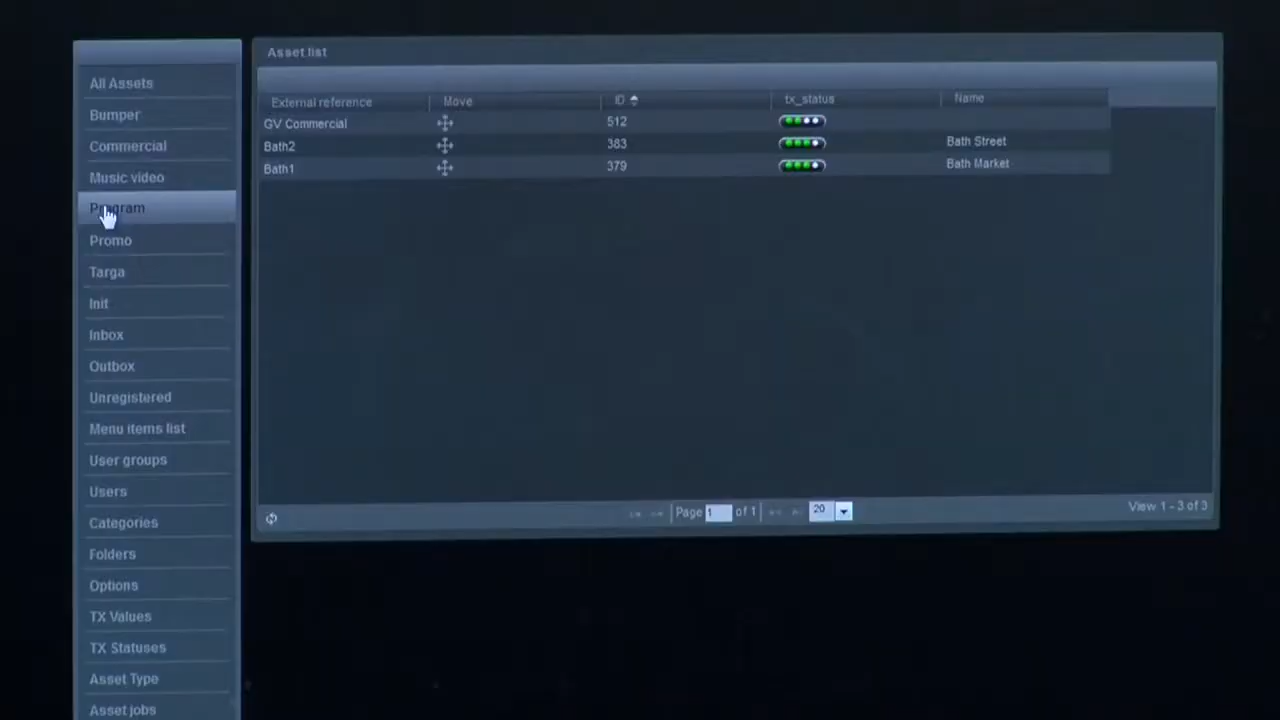 All Assets
Bumper
Commercial
Music video
Program
Promo
Targa
Init
Inbox
Outbox
Unregistered
Menu items list
User groups
Users
Categories
Folders
Options
TX Values
TX Statuses
Asset Type
Asset jobs
Asset list
External reference Move ID tx_status Name
GV Commercial 512
Bath2 383 Bath Street
Bath1 379 Bath Market
Page 1 of 1 20 View 1 - 3 of 3